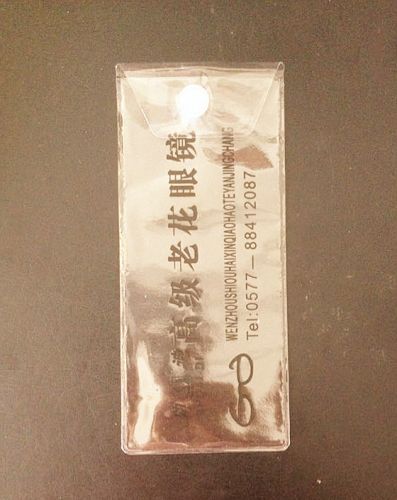 高级老花眼镜
WENZHOUSHIOUHAIXINQIAOHAOTEYANJINGCHANG
Tel:0577—88412087